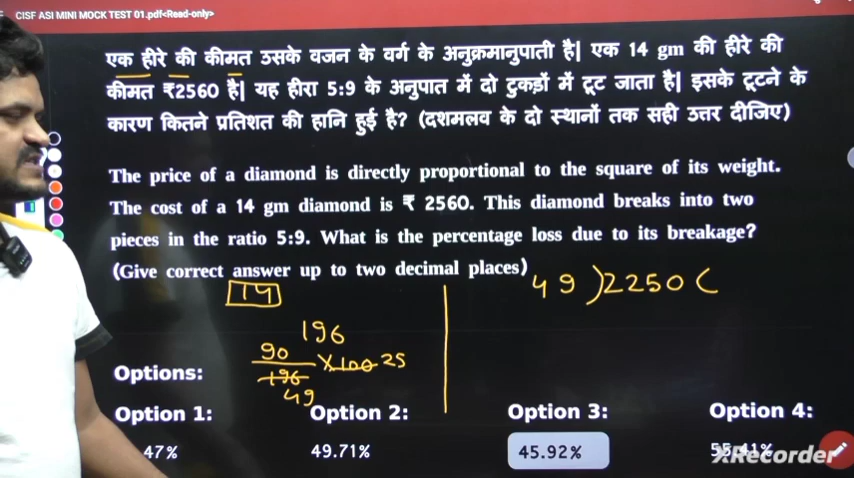 CISF ASI MINI MOCK TEST 01.pdf<Read-only>
एक हीरे की कीमत उसके वजन के वर्ग के अनुक्रमानुपाती है| एक 14 gm की हीरे की
कीमत ₹2560 है| यह हीरा 5:9 के अनुपात में दो टुकड़ों में टूट जाता है| इसके टूटने के
कारण कितने प्रतिशत की हानि हुई है? (दशमलव के दो स्थानों तक सही उत्तर दीजिए)
The price of a diamond is directly proportional to the square of its weight.
The cost of a 14 gm diamond is ₹ 2560. This diamond breaks into two
pieces in the ratio 5:9. What is the percentage loss due to its breakage?
(Give correct answer up to two decimal places)
14
49)2250(
196
90
×100 25
196
49
Options:
Option 1: Option 2: Option 3: Option 4:
47% 49.71% 45.92% 55.41%
XRecorder